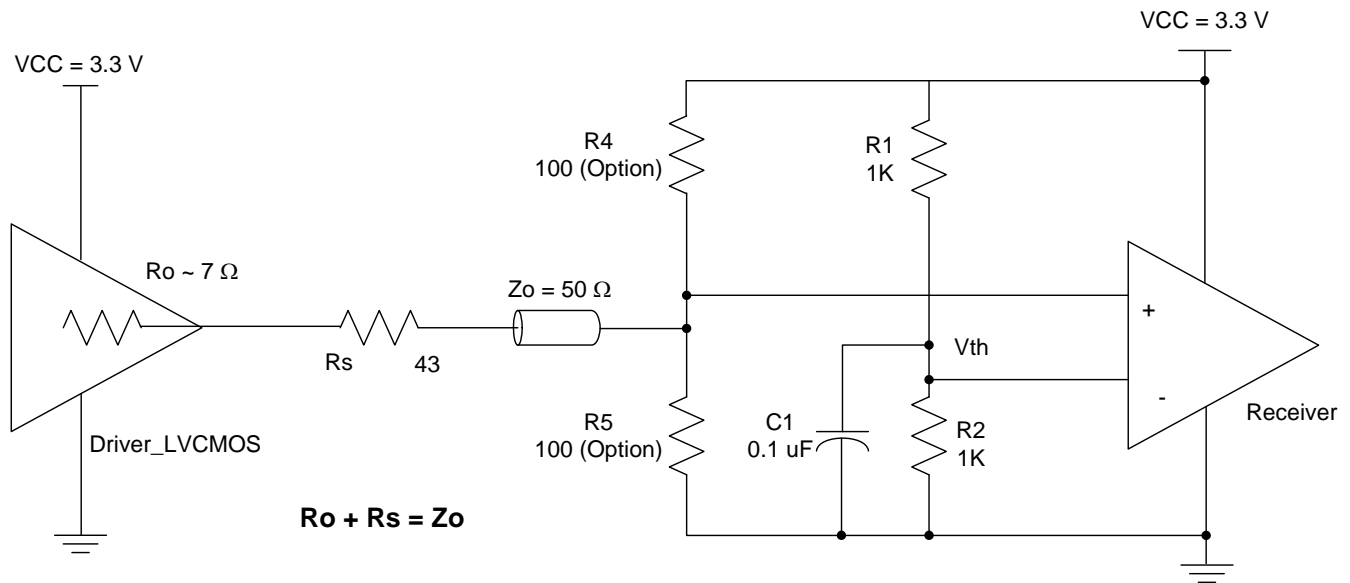 VCC = 3.3 V
VCC = 3.3 V
R4
100 (Option)
R1
1K
Ro ~ 7 Ω
Zo = 50 Ω
+
Rs
43
Vth
-
Receiver
R5
100 (Option)
C1
0.1 uF
R2
1K
Driver_LVCMOS
Ro + Rs = Zo